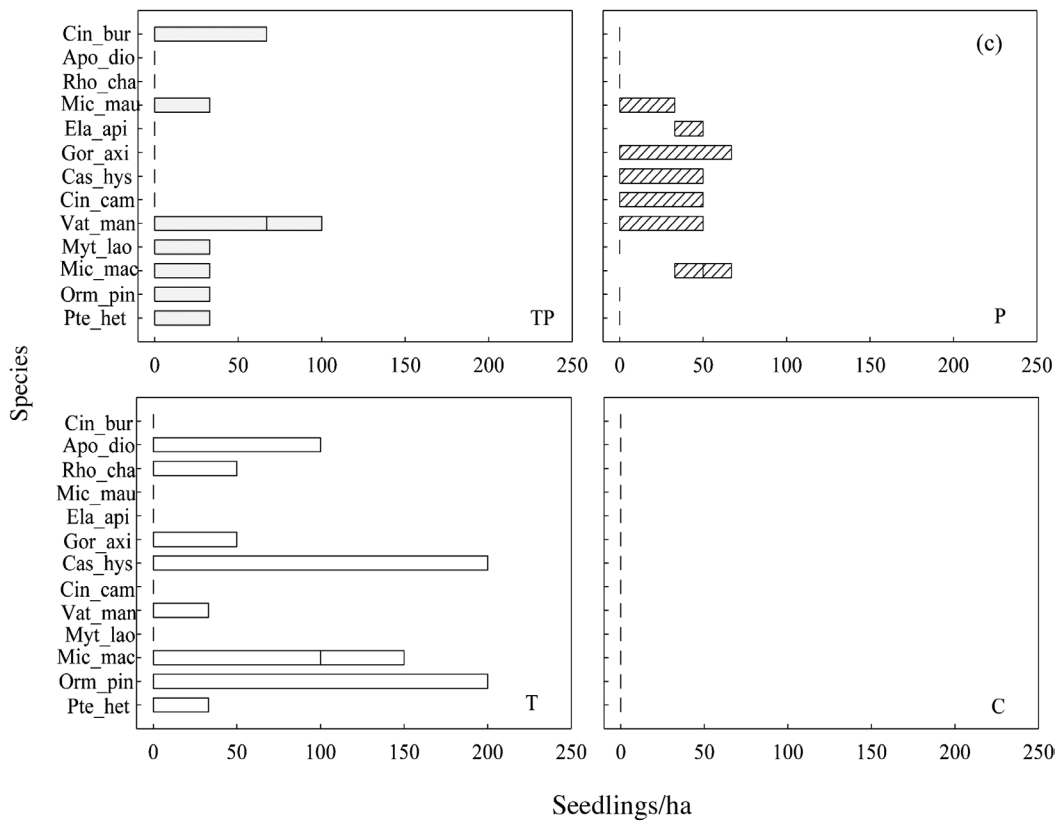 Cin_bur
Apo_dio
Rho_cha
Mic_mau
Ela_api
Gor_axi
Cas_hys
Cin_cam
Vat_man
Myt_lao
Mic_mac
Orm_pin
Pte_het
TP
0 50 100 150 200 250
(c)
P
0 50 100 150 200 250
Species
Cin_bur
Apo_dio
Rho_cha
Mic_mau
Ela_api
Gor_axi
Cas_hys
Cin_cam
Vat_man
Myt_lao
Mic_mac
Orm_pin
Pte_het
T
0 50 100 150 200 250
C
0 50 100 150 200 250
Seedlings/ha